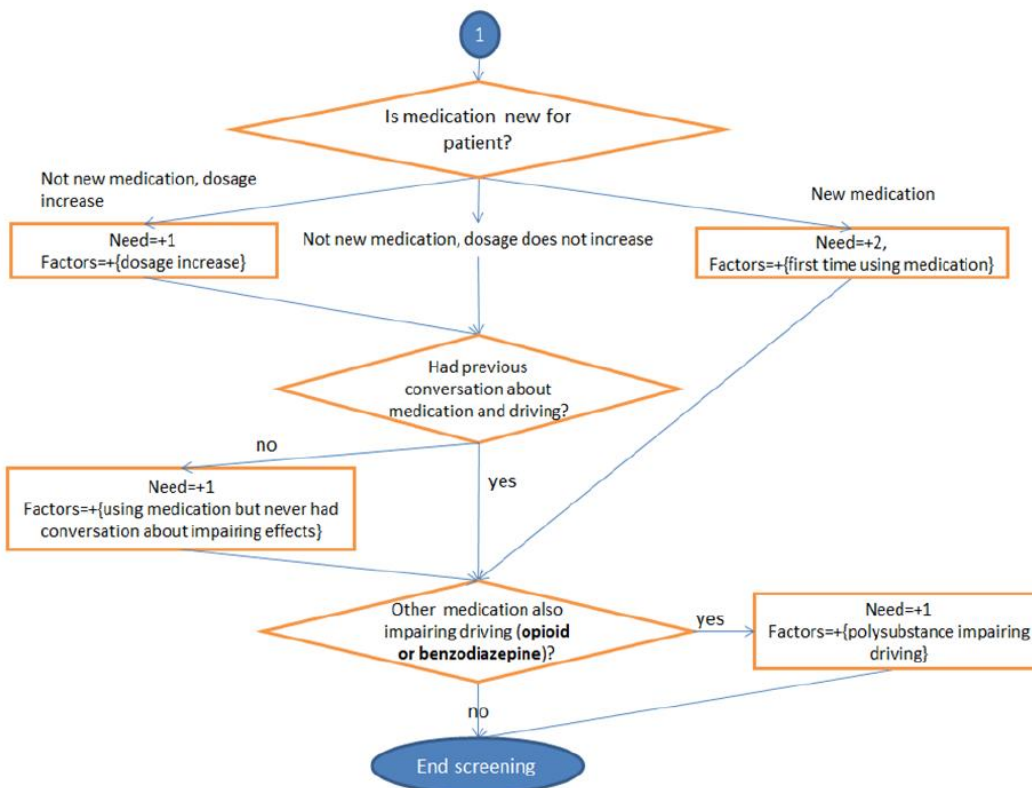 1
Is medication new for
patient?
Not new medication, dosage
increase
New medication
Need=+1
Factors=+{dosage increase}
Not new medication, dosage does not increase
Need=+2,
Factors=+{first time using medication}
Had previous
conversation about
medication and driving?
no
yes
Need=+1
Factors=+{using medication but never had
conversation about impairing effects}
Other medication also
impairing driving (opioid
or benzodiazepine)?
yes
Need=+1
Factors=+{polysubstance impairing
driving}
no
End screening